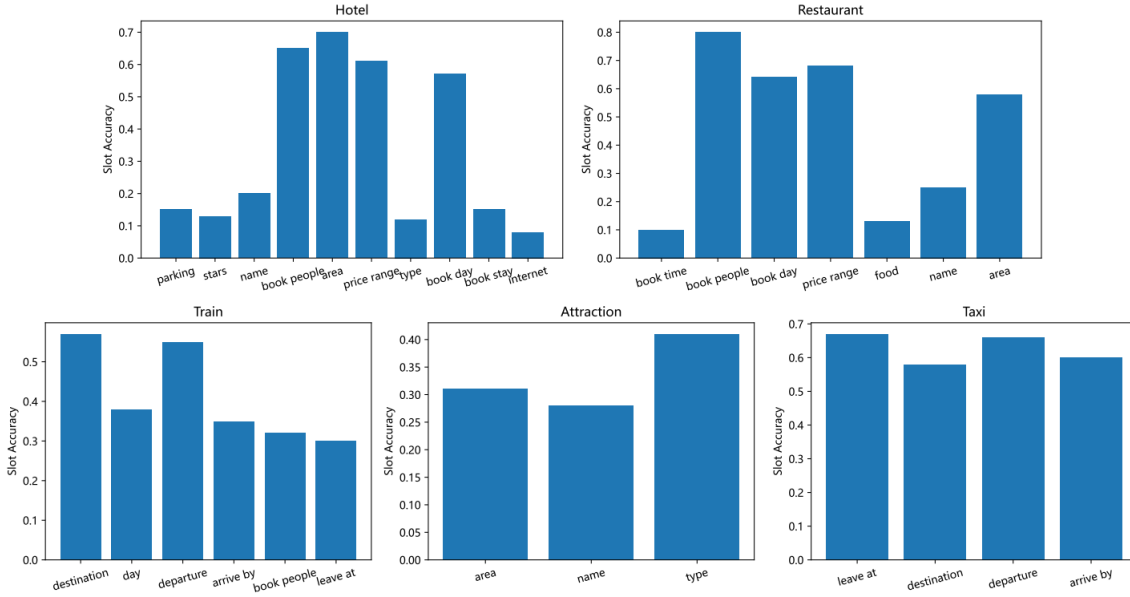 Hotel
Slot Accuracy
0.7
0.6
0.5
0.4
0.3
0.2
0.1
0.0
parking
stars
name
book people
area
price range
type
book day
book stay
Internet
Restaurant
Slot Accuracy
0.8
0.7
0.6
0.5
0.4
0.3
0.2
0.1
0.0
book time
book people
book day
price range
food
name
area
Train
Slot Accuracy
0.5
0.4
0.3
0.2
0.1
0.0
destination
day
departure
arrive by
book people
leave at
Attraction
Slot Accuracy
0.40
0.35
0.30
0.25
0.20
0.15
0.10
0.05
0.00
area
name
type
Taxi
Slot Accuracy
0.7
0.6
0.5
0.4
0.3
0.2
0.1
0.0
leave at
destination
departure
arrive by